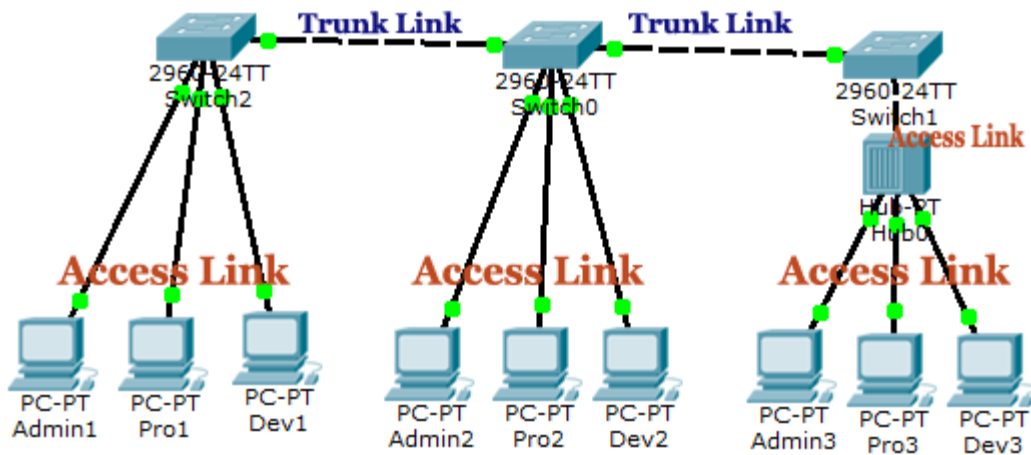 Trunk Link
Trunk Link
2960-24TT
Switch2
2960-24TT
Switch0
2960-24TT
Switch1
Access Link
Hub-PT
Hub0
Access Link
Access Link
Access Link
PC-PT
Admin1
PC-PT
Pro1
PC-PT
Dev1
PC-PT
Admin2
PC-PT
Pro2
PC-PT
Dev2
PC-PT
Admin3
PC-PT
Pro3
PC-PT
Dev3